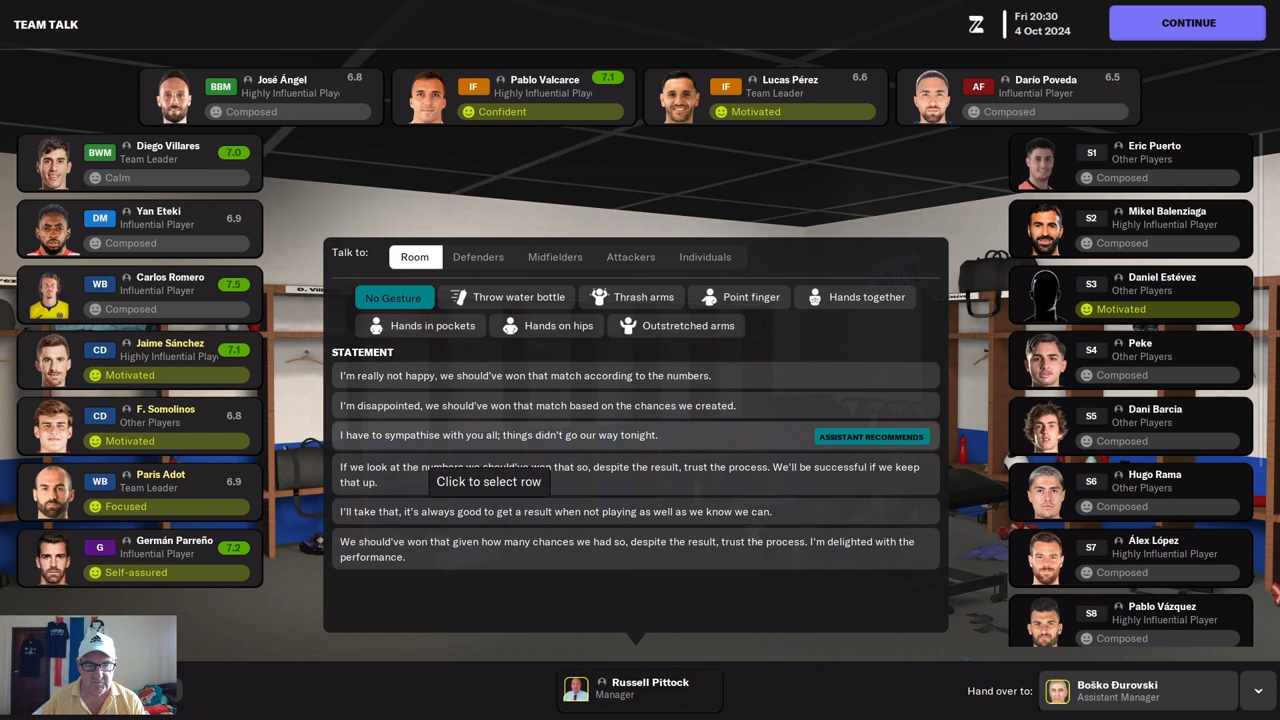 TEAM TALK
Fri 20:30
4 Oct 2024
CONTINUE
BBM
José Ángel
6.8
Highly Influential Play
Composed
IF
Pablo Valcarce
7.1
Highly Influential Play
Confident
IF
Lucas Pérez
6.6
Team Leader
Motivated
AF
Darío Poveda
6.5
Influential Player
Composed
BWM
Diego Villares
Team Leader
7.0
Calm
DM
Yan Eteki
Influential Player
6.9
Composed
WB
Carlos Romero
Influential Player
7.5
Composed
CD
Jaime Sánchez
Highly Influential Play
7.1
Motivated
CD
F. Somolinos
Other Players
6.8
Motivated
WB
Paris Adot
Team Leader
6.9
Focused
G
Germán Parreño
Influential Player
7.2
Self-assured
Talk to:
Room
Defenders
Midfielders
Attackers
Individuals
No Gesture
Throw water bottle
Thrash arms
Point finger
Hands together
Hands in pockets
Hands on hips
Outstretched arms
STATEMENT
I'm really not happy, we should've won that match according to the numbers.
I'm disappointed, we should've won that match based on the chances we created.
I have to sympathise with you all; things didn't go our way tonight.
ASSISTANT RECOMMENDS
If we look at the numbers we should've won that so, despite the result, trust the process. We'll be successful if we keep
that up.
Click to select row
I'll take that, it's always good to get a result when not playing as well as we know we can.
We should've won that given how many chances we had so, despite the result, trust the process. I'm delighted with the
performance.
S1
Eric Puerto
Other Players
Composed
S2
Mikel Balenziaga
Highly Influential Player
Composed
S3
Daniel Estévez
Other Players
Motivated
S4
Peke
Other Players
Composed
S5
Dani Barcia
Other Players
Composed
S6
Hugo Rama
Other Players
Composed
S7
Álex López
Highly Influential Player
Composed
S8
Pablo Vázquez
Highly Influential Player
Composed
Russell Pittock
Manager
Hand over to:
Boško Đurovski
Assistant Manager